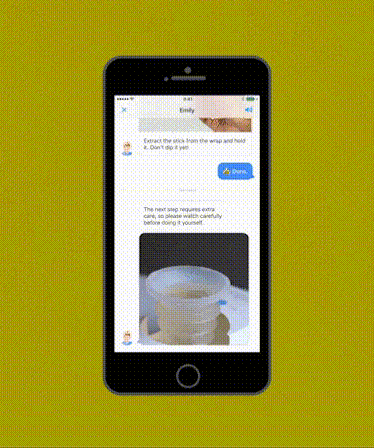 9:41
Emily
Extract the stick from the wrap and hold
it. Don't dip it yet!
👍 Done.
The next step requires extra
care, so please watch carefully
before doing it yourself.